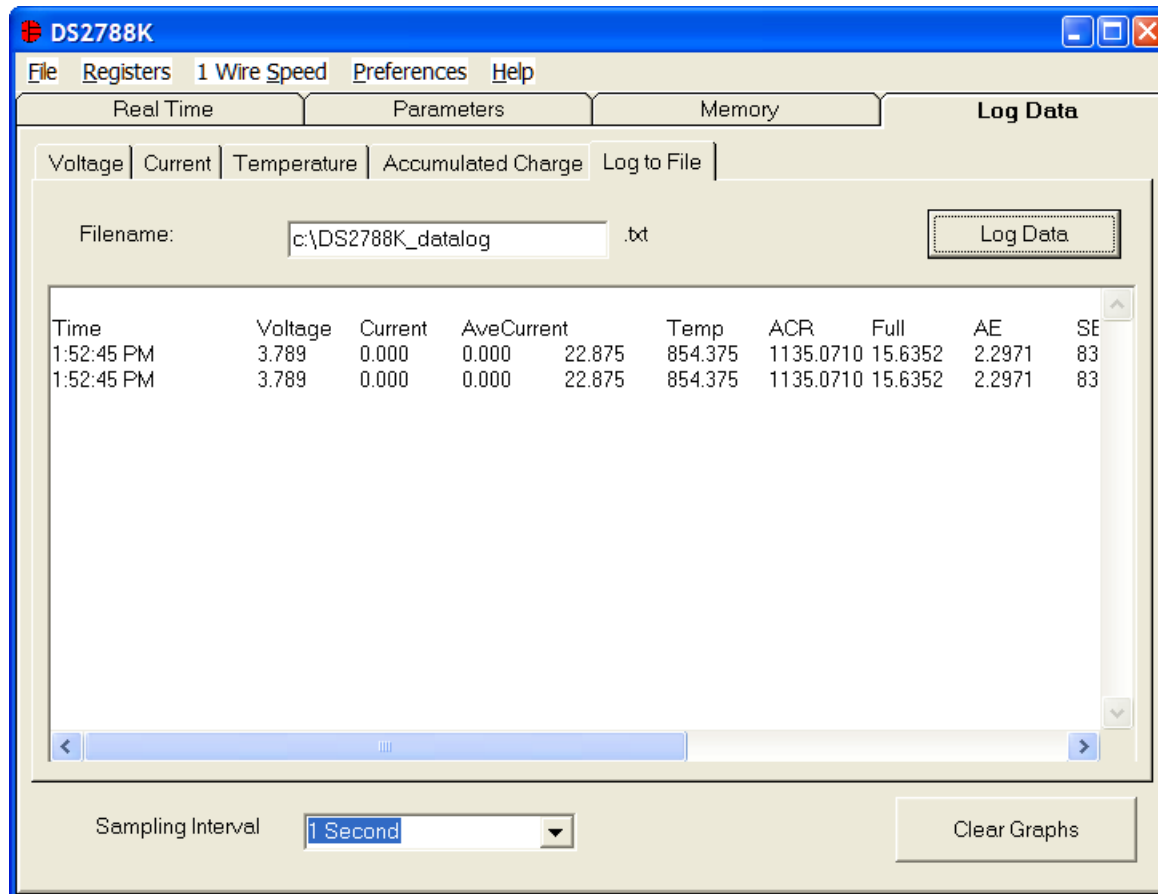 DS2788K
File Registers 1 Wire Speed Preferences Help
Real Time Parameters Memory Log Data
Voltage Current Temperature Accumulated Charge Log to File
Filename: c:\DS2788K_datalog .txt Log Data
Time Voltage Current AveCurrent Temp ACR Full AE SE
1:52:45 PM 3.789 0.000 0.000 22.875 854.375 1135.0710 15.6352 2.2971 83
1:52:45 PM 3.789 0.000 0.000 22.875 854.375 1135.0710 15.6352 2.2971 83
Sampling Interval 1 Second Clear Graphs